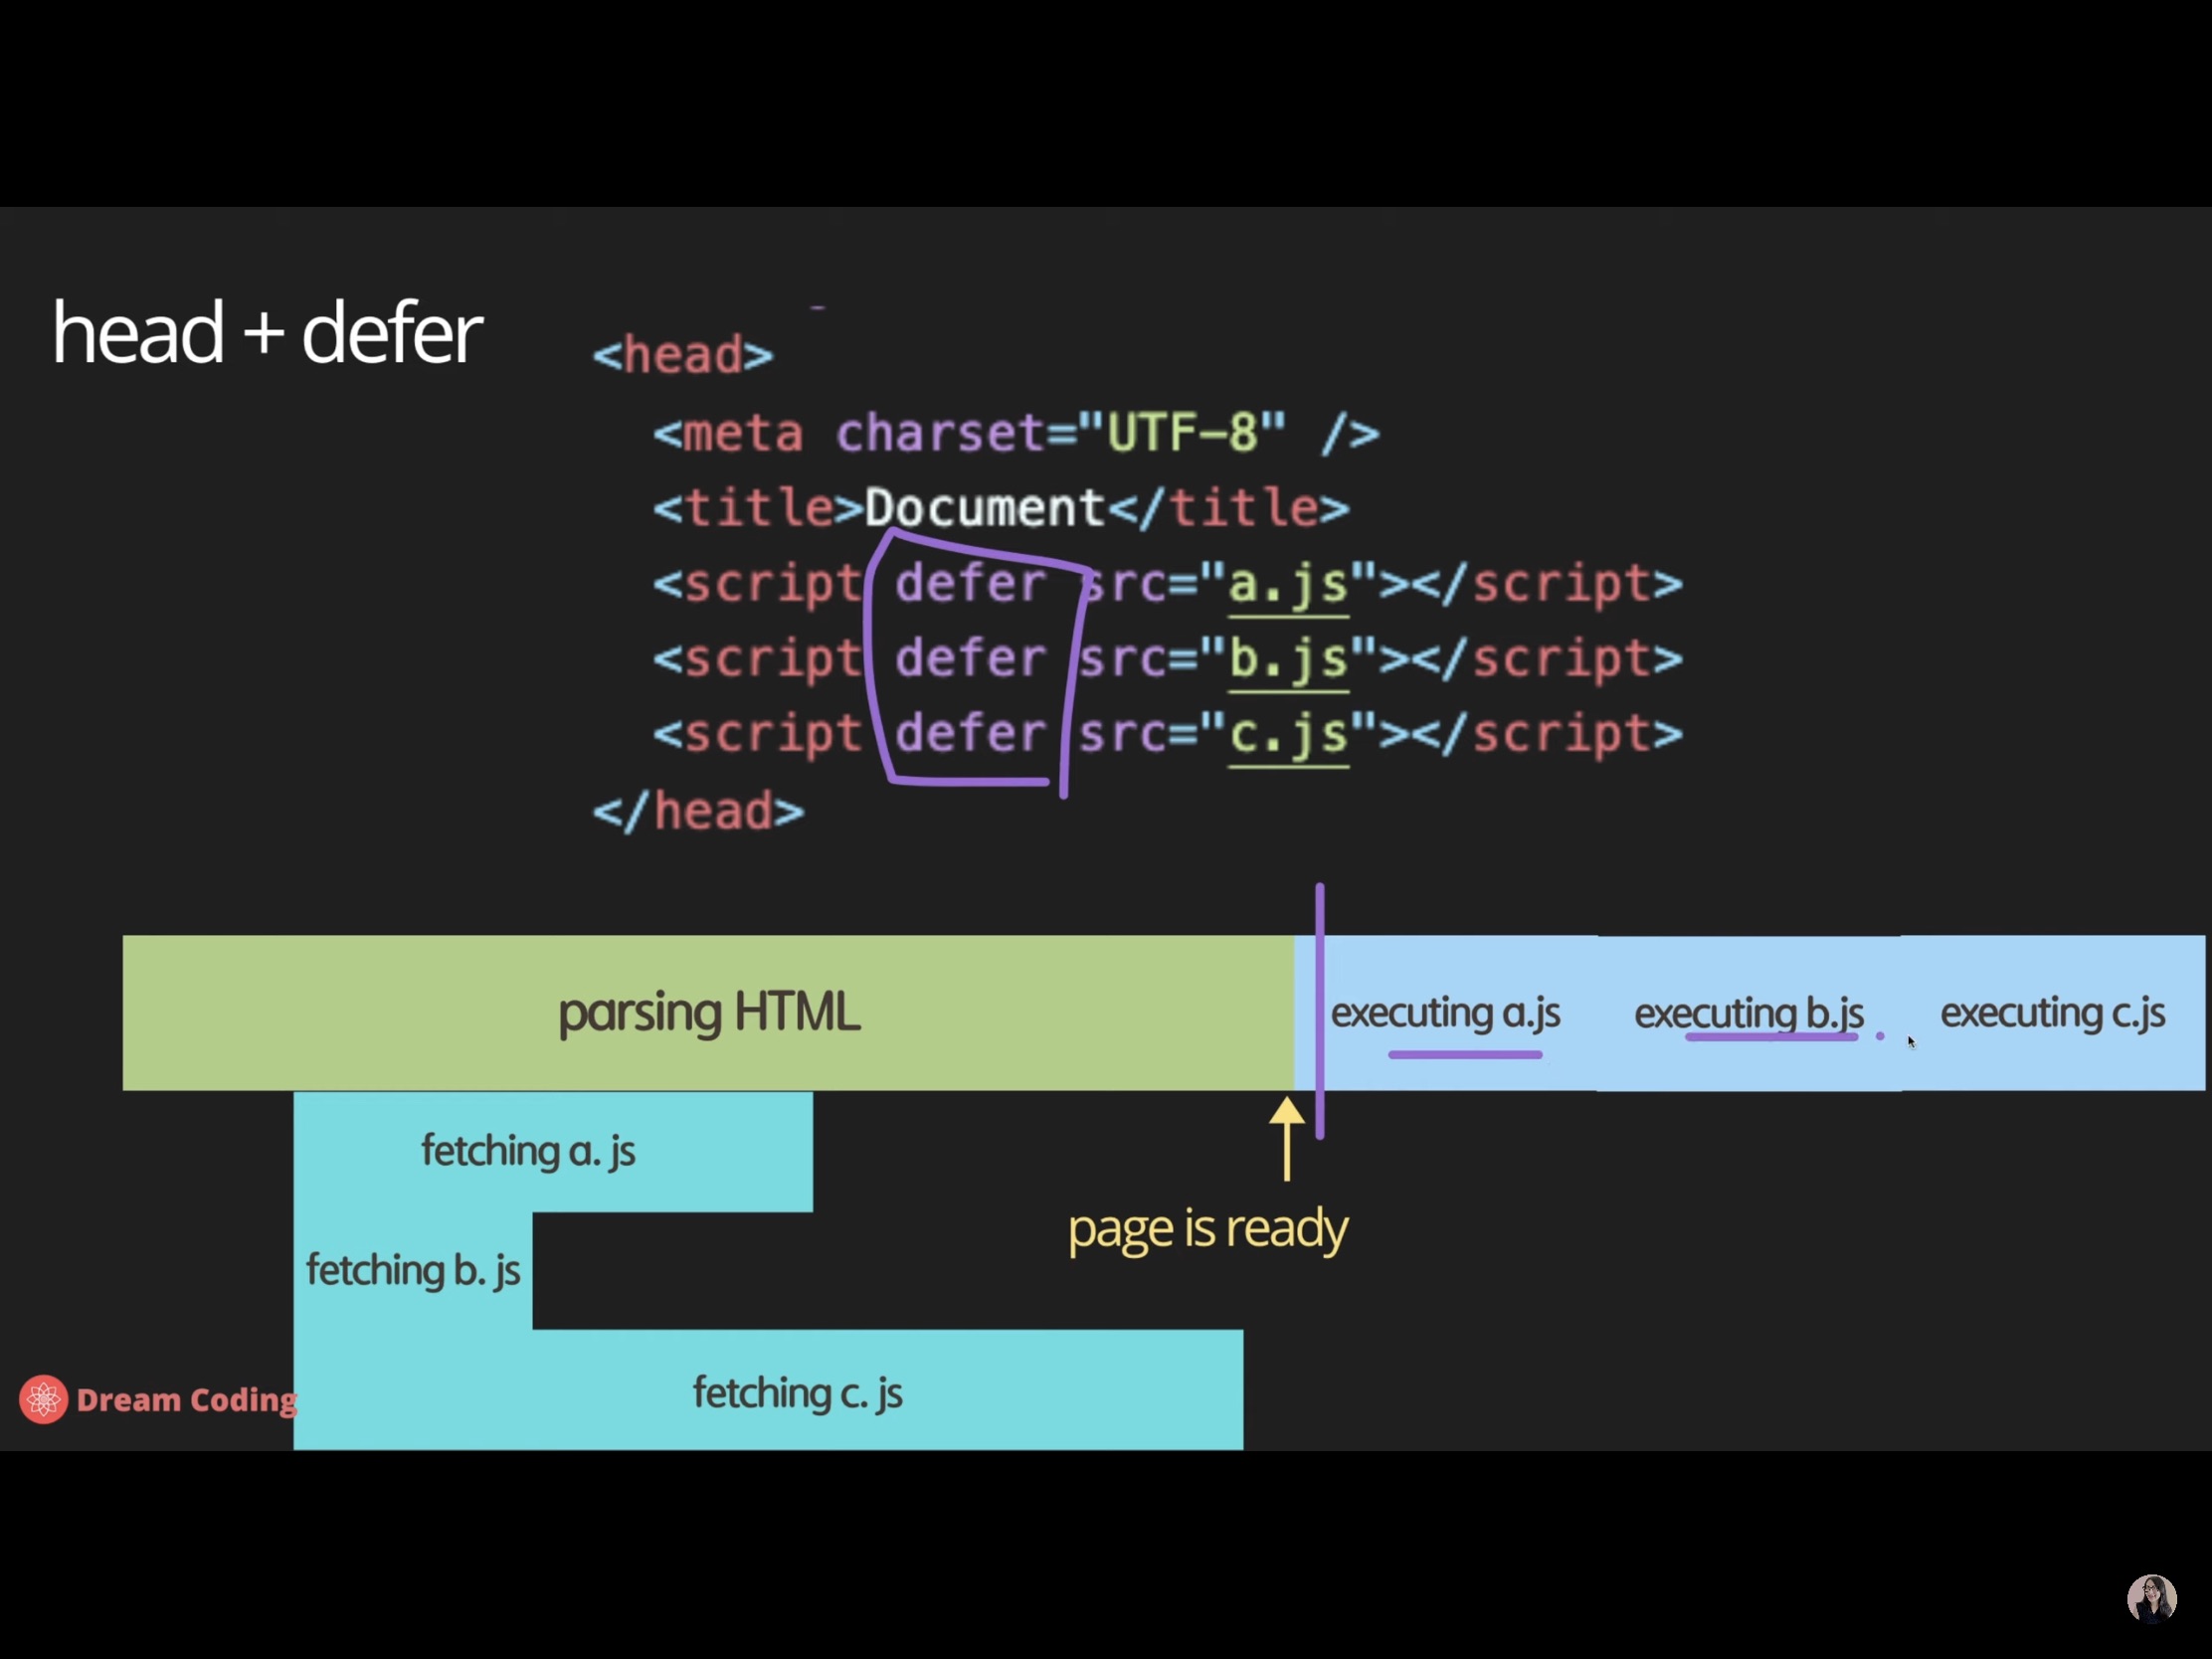 head + defer
<head>
<meta charset="UTF-8" />
<title>Document</title>
<script defer src="a.js"></script>
<script defer src="b.js"></script>
<script defer src="c.js"></script>
</head>
parsing HTML
executing a.js
executing b.js
executing c.js
fetching a. js
page is ready
fetching b. js
fetching c. js
Dream Coding